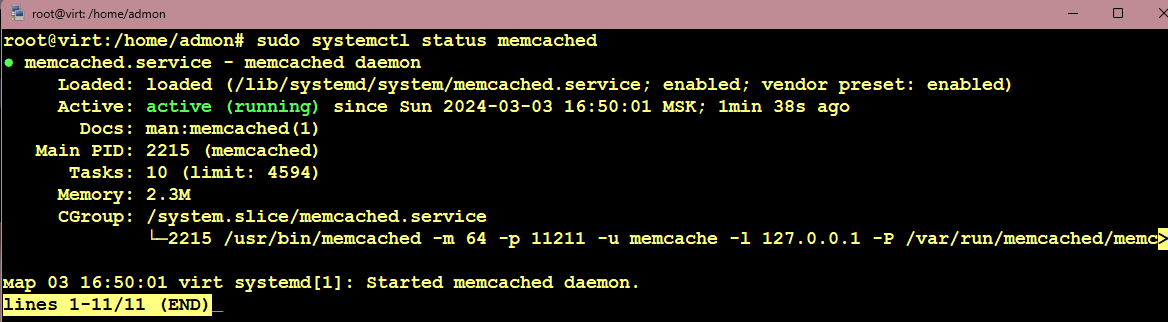 root@virt: /home/admon
root@virt:/home/admon# sudo systemctl status memcached
● memcached.service - memcached daemon
Loaded: loaded (/lib/systemd/system/memcached.service; enabled; vendor preset: enabled)
Active: active (running) since Sun 2024-03-03 16:50:01 MSK; 1min 38s ago
Docs: man:memcached(1)
Main PID: 2215 (memcached)
Tasks: 10 (limit: 4594)
Memory: 2.3M
CGroup: /system.slice/memcached.service
└─2215 /usr/bin/memcached -m 64 -p 11211 -u memcache -l 127.0.0.1 -P /var/run/memcached/memc>
мар 03 16:50:01 virt systemd[1]: Started memcached daemon.
lines 1-11/11 (END)